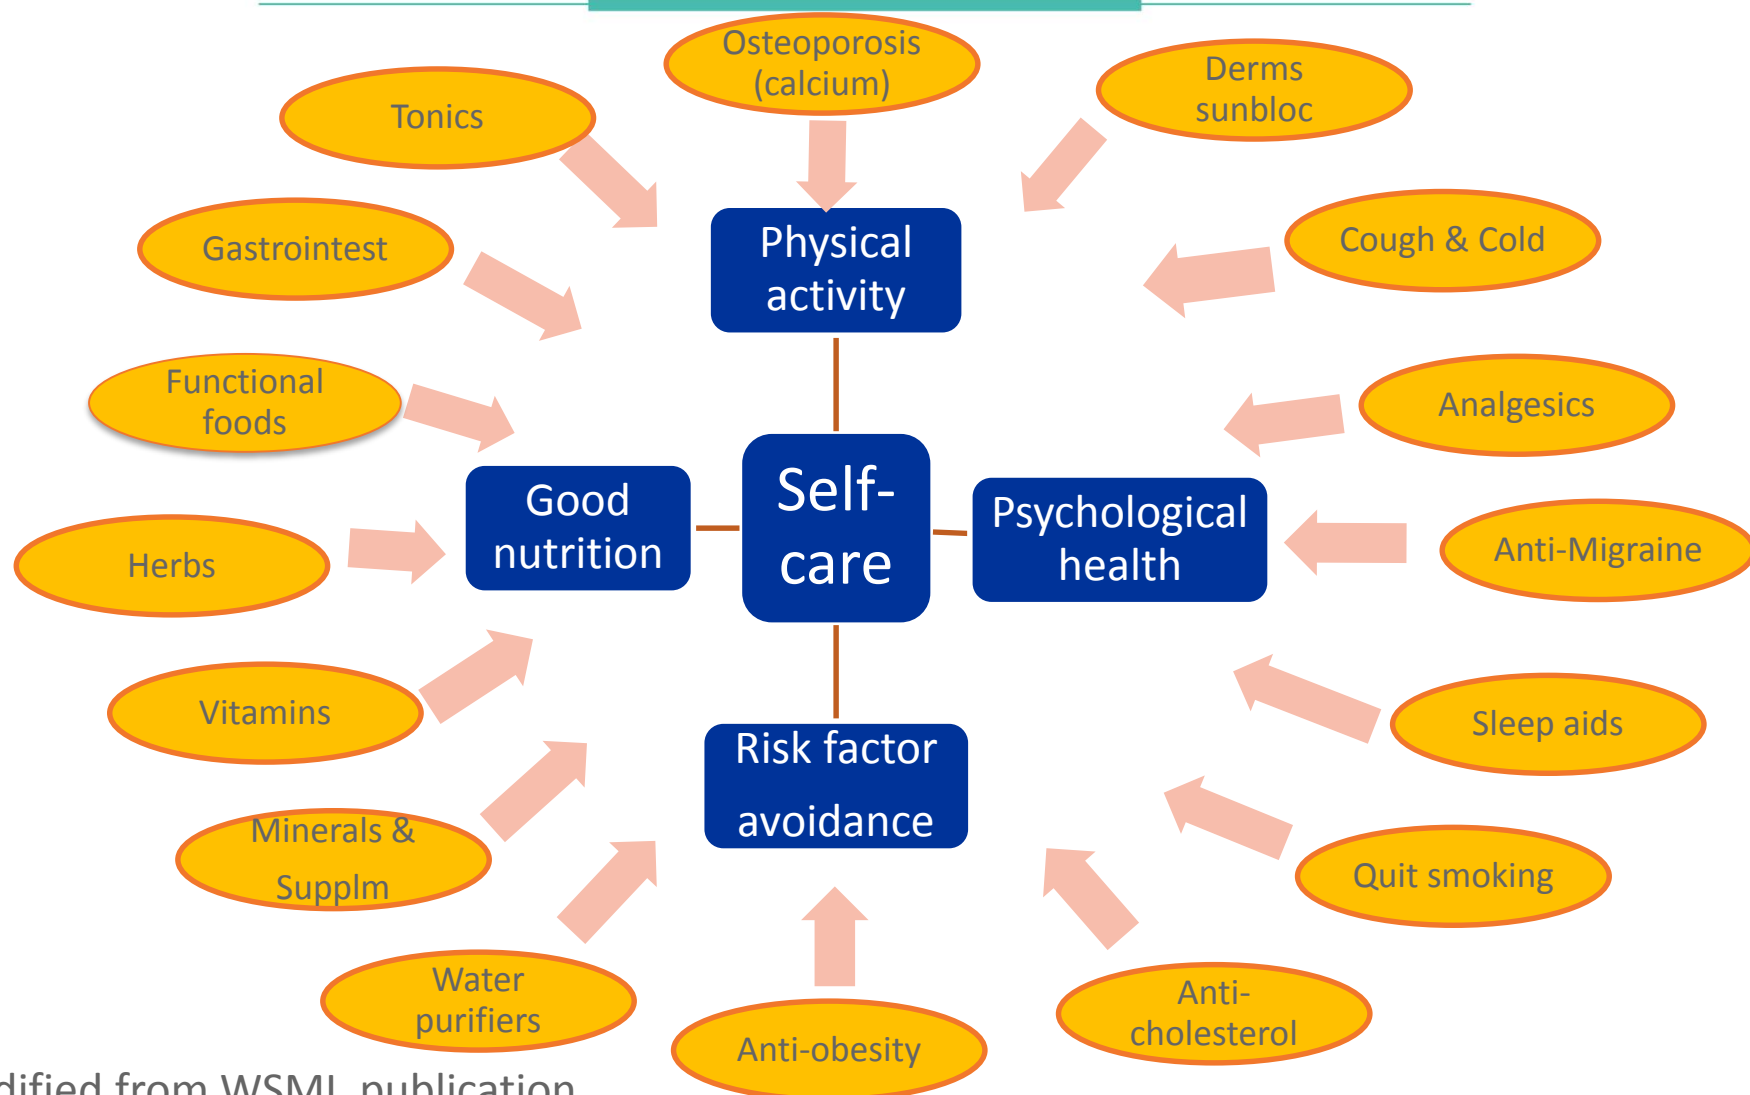 Osteoporosis
(calcium)
Derms
sunbloc
Tonics
Gastrointest
Cough & Cold
Physical
activity
Functional
foods
Analgesics
Self-
care
Good
nutrition
Psychological
health
Herbs
Anti-Migraine
Vitamins
Sleep aids
Risk factor
avoidance
Minerals &
Supplm
Quit smoking
Water
purifiers
Anti-
cholesterol
Anti-obesity
dified from WSMI publication